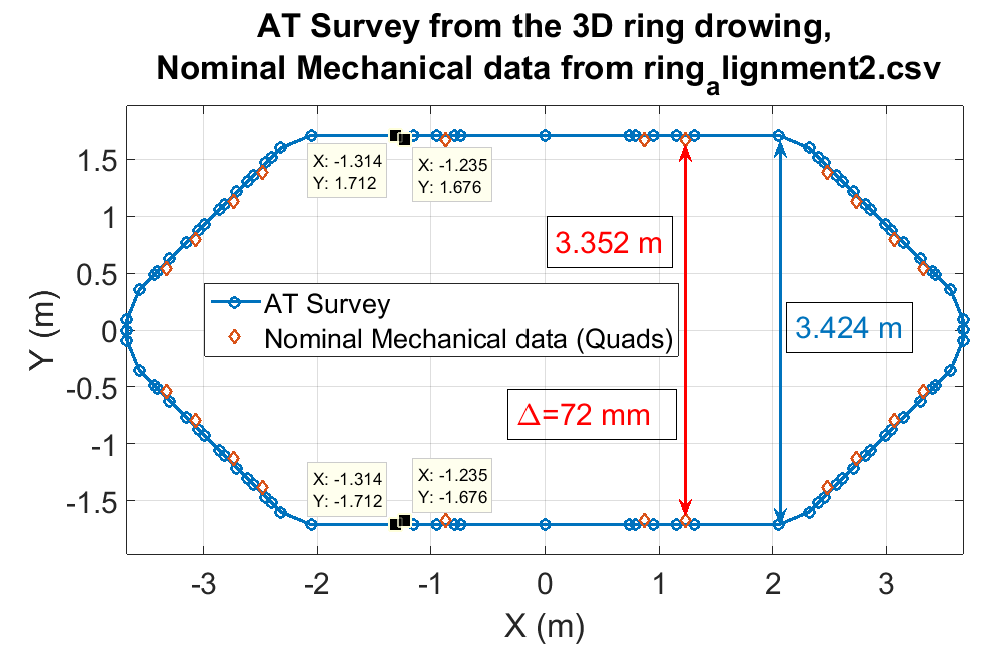 AT Survey from the 3D ring drowing,
Nominal Mechanical data from ringₐlignment2.csv
X: -1.314
Y: 1.712
X: -1.235
Y: 1.676
3.352 m
AT Survey
Nominal Mechanical data (Quads)
3.424 m
Δ=72 mm
X: -1.314
Y: -1.712
X: -1.235
Y: -1.676
1.5
1
0.5
0
-0.5
-1
-1.5
Y (m)
-3 -2 -1 0 1 2 3
X (m)